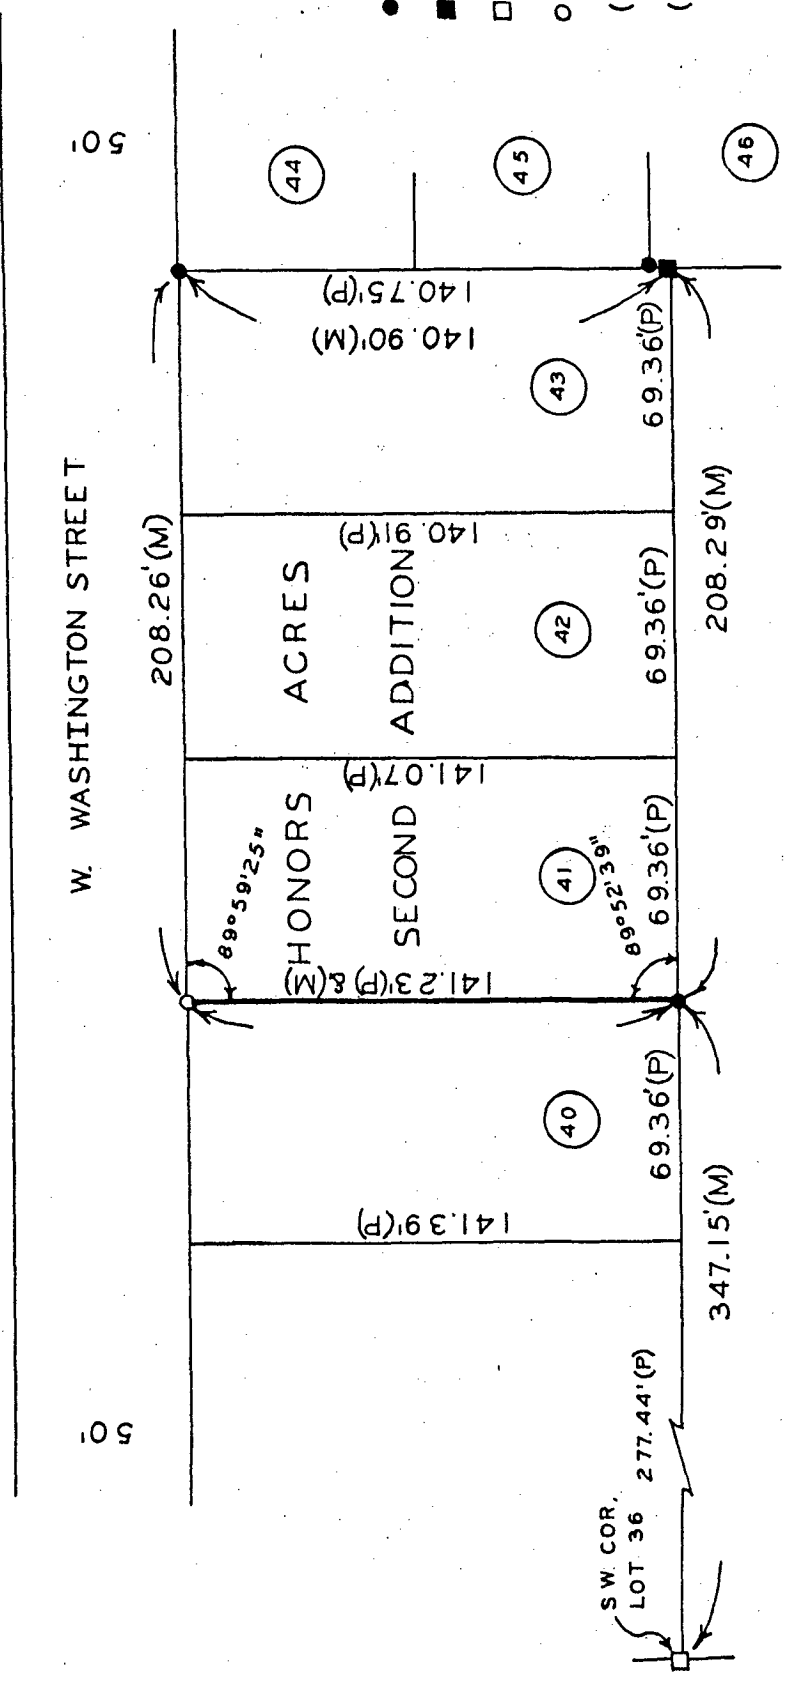 50'
W. WASHINGTON STREET
50'
208.26'(M)
89°59'25"
HONORS ACRES
SECOND ADDITION
141.39'(P)
141.23'(P) & (M)
141.07'(P)
140.91'(P)
140.90'(M)
140.75'(P)
40
41
42
43
44
45
46
89°52'39"
S W. COR.
LOT 36
277.44'(P)
69.36'(P)
69.36'(P)
69.36'(P)
69.36'(P)
347.15'(M)
208.29'(M)